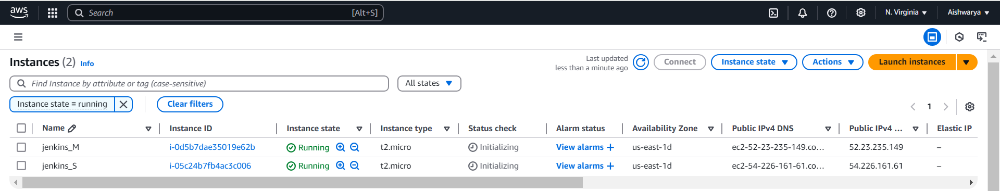 aws Search [Alt+S] N. Virginia Aishwarya
Instances (2) Info Last updated less than a minute ago Connect Instance state Actions Launch instances
Find Instance by attribute or tag (case-sensitive) All states
Instance state = running Clear filters 1
Name Instance ID Instance state Instance type Status check Alarm status Availability Zone Public IPv4 DNS Public IPv4 ... Elastic IP
jenkins_M i-0d5b7dae35019e62b Running t2.micro Initializing View alarms + us-east-1d ec2-52-23-235-149.co... 52.23.235.149 –
jenkins_S i-05c24b7fb4ac3c006 Running t2.micro Initializing View alarms + us-east-1d ec2-54-226-161-61.co... 54.226.161.61 –